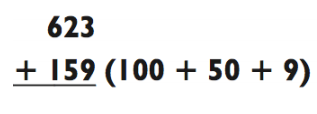 623
+ 159 (100 + 50 + 9)